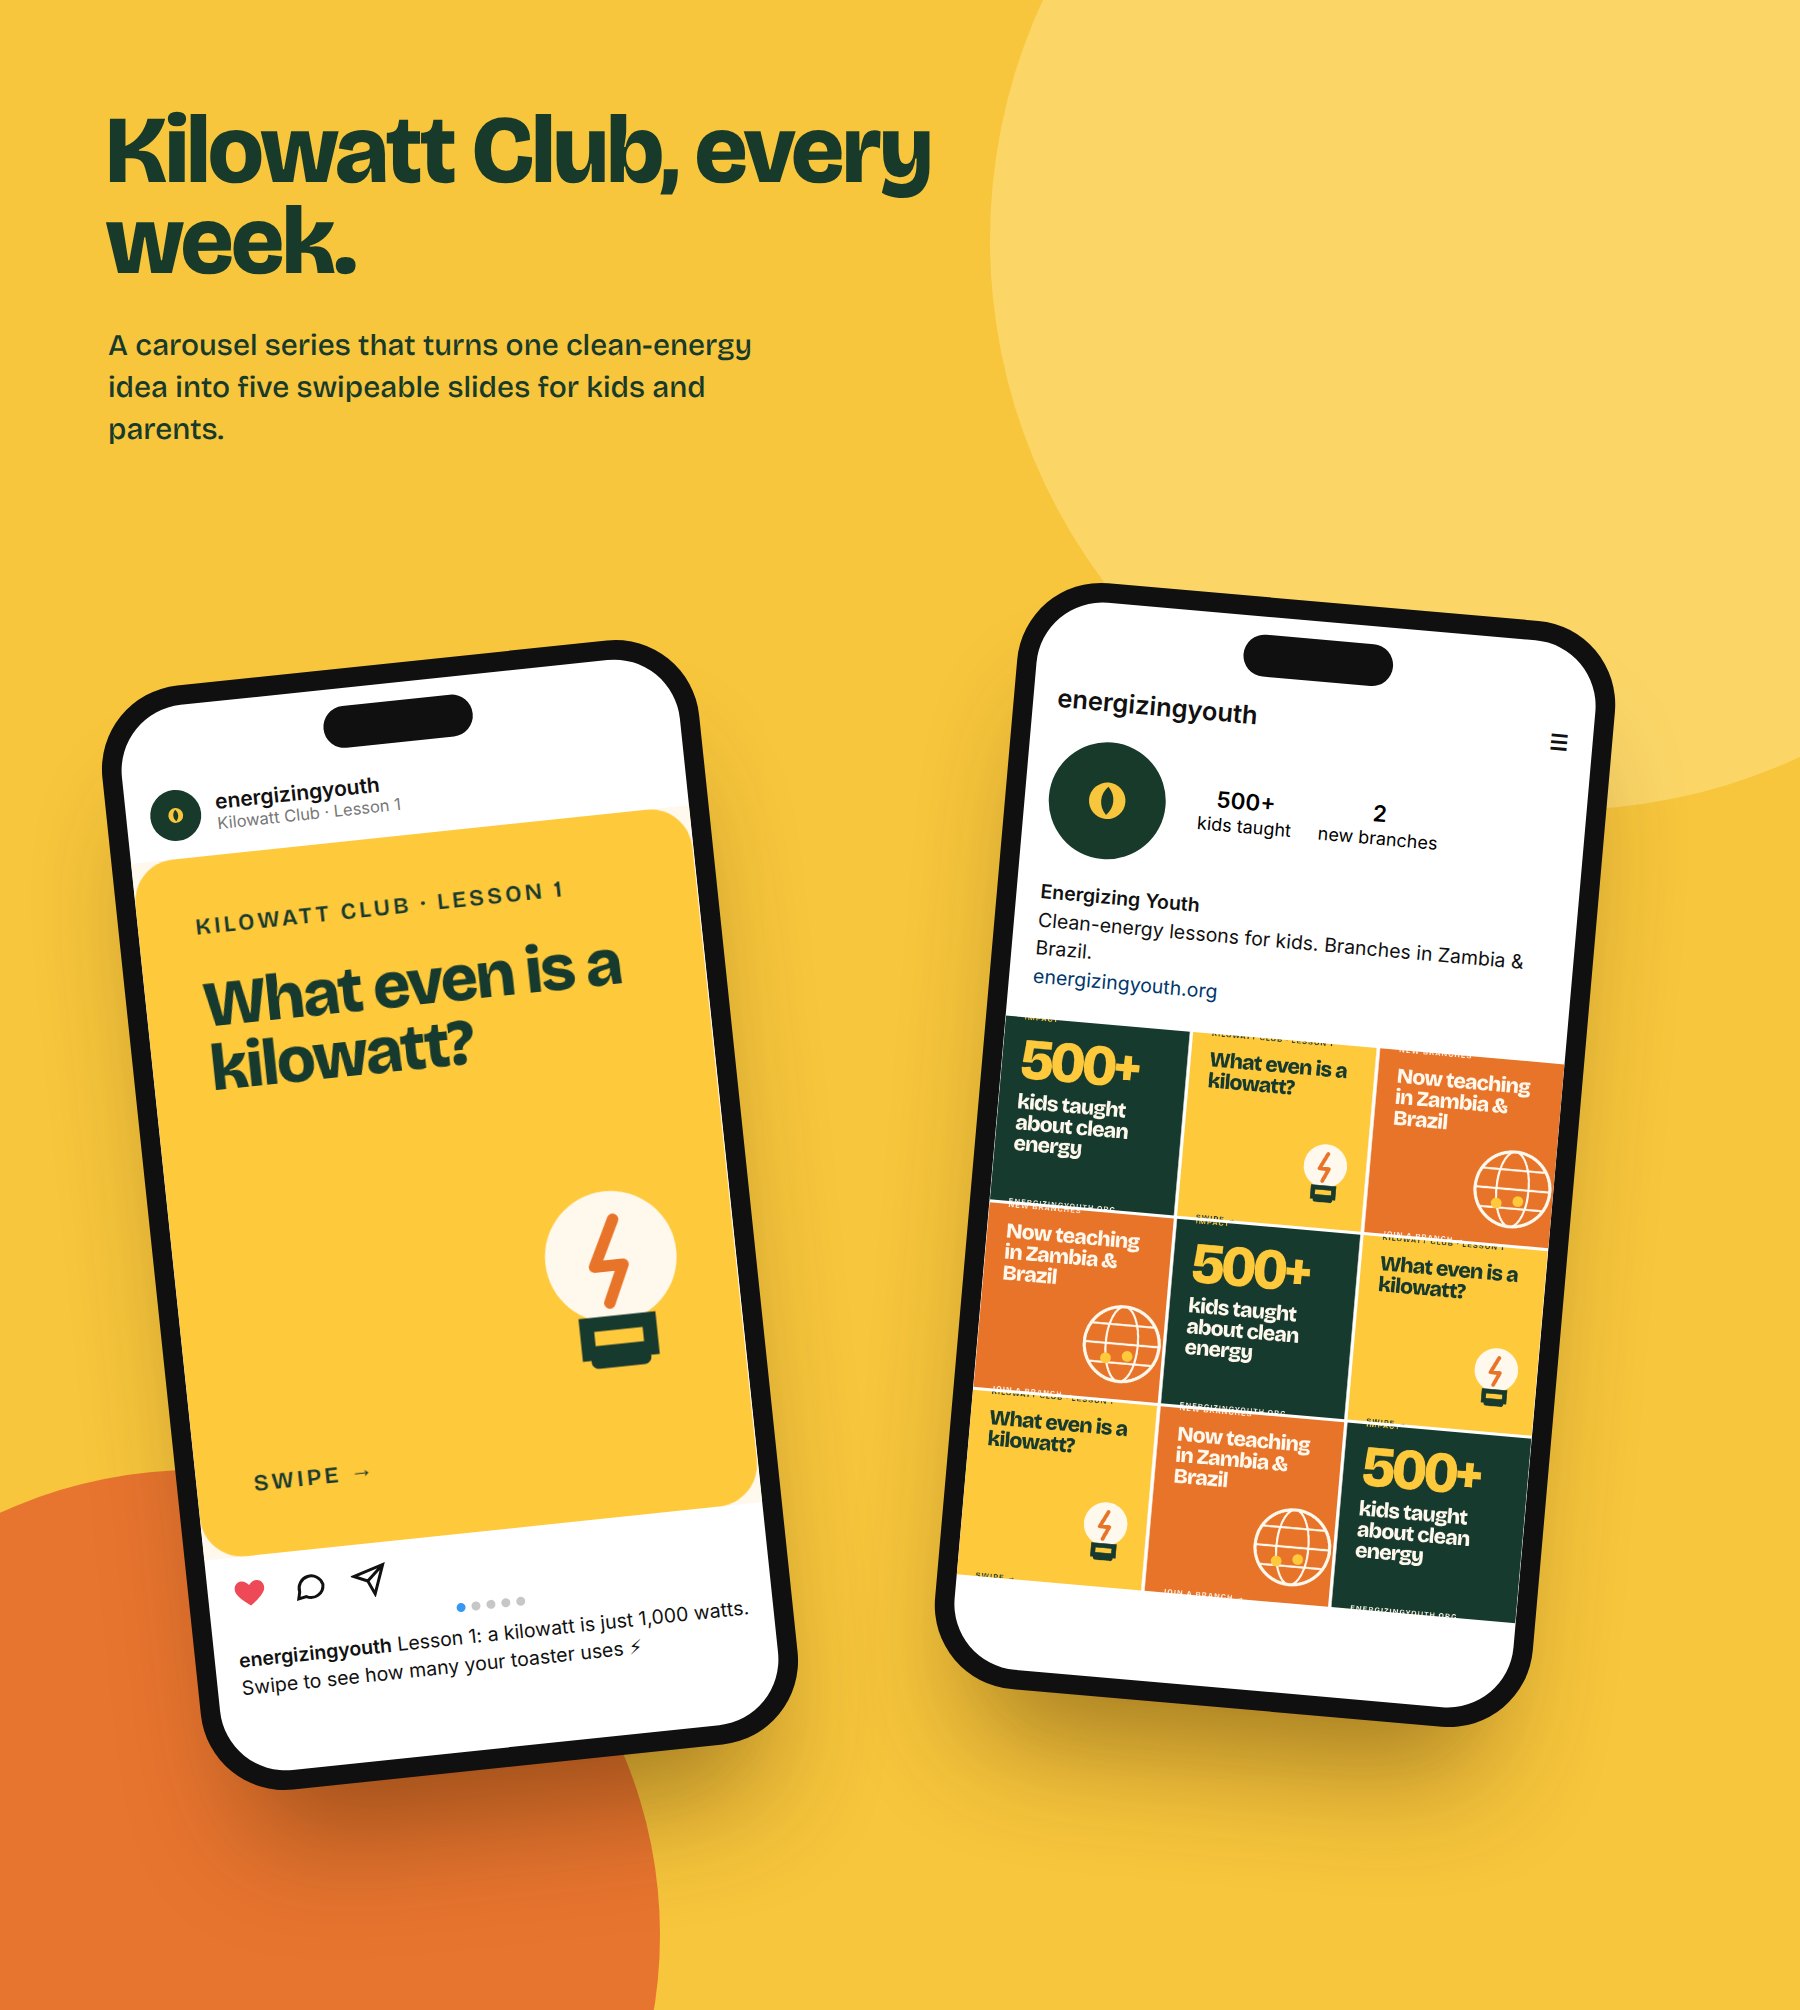 Kilowatt Club, every
week.
A carousel series that turns one clean-energy
idea into five swipeable slides for kids and
parents.
energizingyouth
Kilowatt Club · Lesson 1
KILOWATT CLUB · LESSON 1
What even is a
kilowatt?
SWIPE →
energizingyouth Lesson 1: a kilowatt is just 1,000 watts.
Swipe to see how many your toaster uses ⚡
energizingyouth
500+
kids taught
2
new branches
Energizing Youth
Clean-energy lessons for kids. Branches in Zambia &
Brazil.
energizingyouth.org
500+
kids taught
about clean
energy
What even is a
kilowatt?
Now teaching
in Zambia &
Brazil
Now teaching
in Zambia &
Brazil
500+
kids taught
about clean
energy
What even is a
kilowatt?
What even is a
kilowatt?
Now teaching
in Zambia &
Brazil
500+
kids taught
about clean
energy